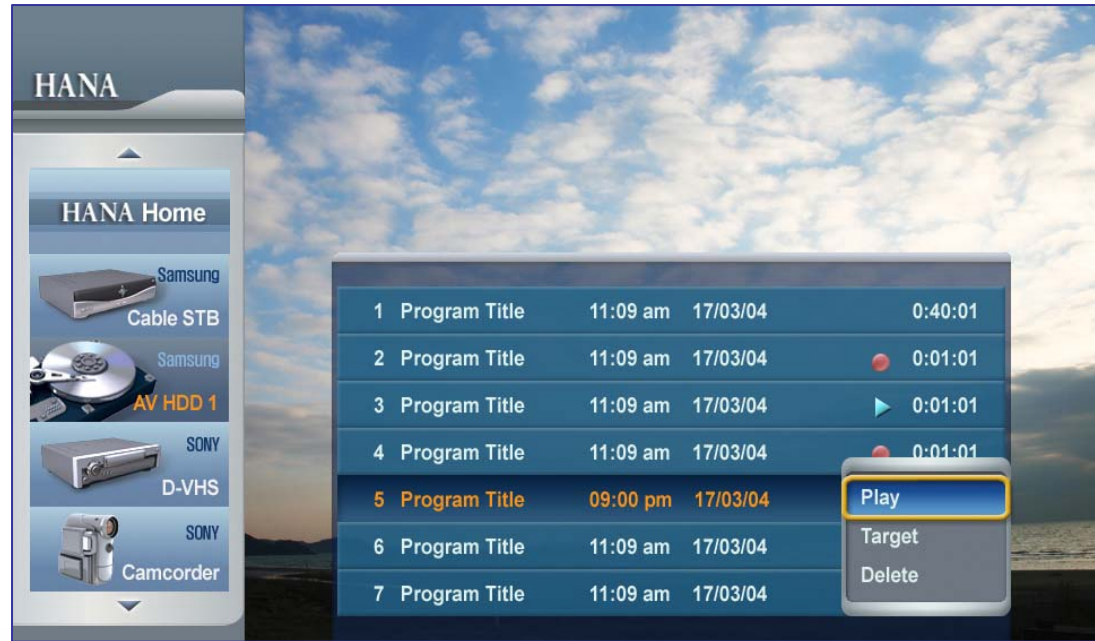 HANA
HANA Home
Samsung
Cable STB
Samsung
AV HDD 1
SONY
D-VHS
SONY
Camcorder
1 Program Title 11:09 am 17/03/04 0:40:01
2 Program Title 11:09 am 17/03/04 0:01:01
3 Program Title 11:09 am 17/03/04 0:01:01
4 Program Title 11:09 am 17/03/04 0:01:01
5 Program Title 09:00 pm 17/03/04
6 Program Title 11:09 am 17/03/04
7 Program Title 11:09 am 17/03/04
Play
Target
Delete